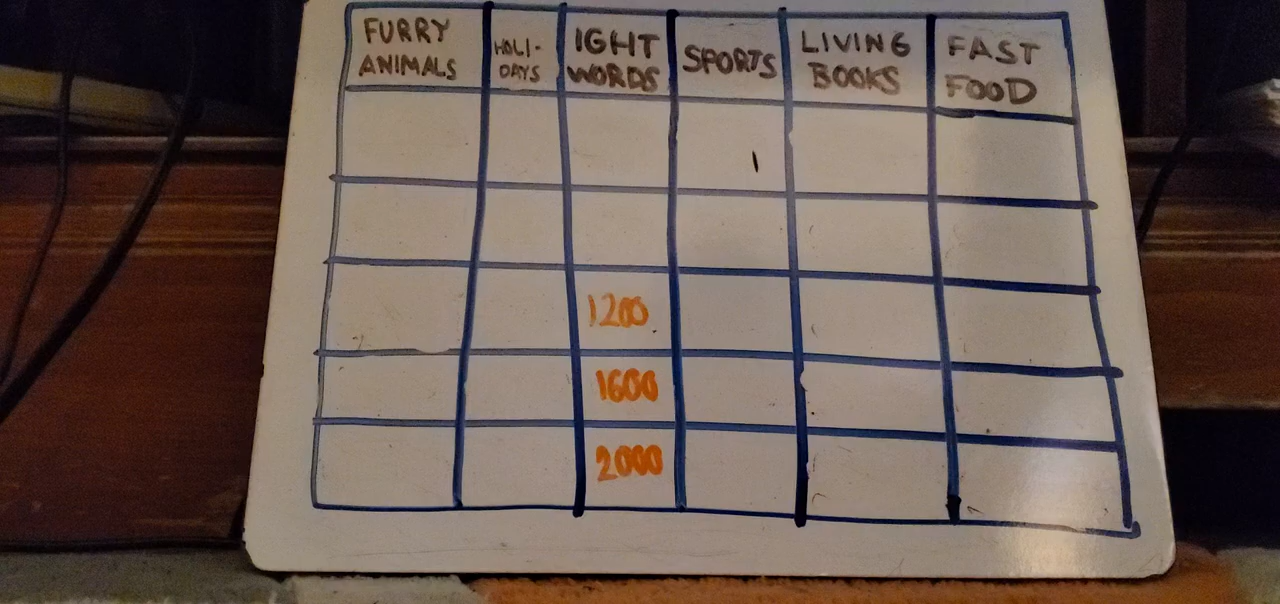 FURRY
ANIMALS
HOLI-
DAYS
IGHT
WORDS
SPORTS
LIVING
BOOKS
FAST
FOOD
1200
1600
2000